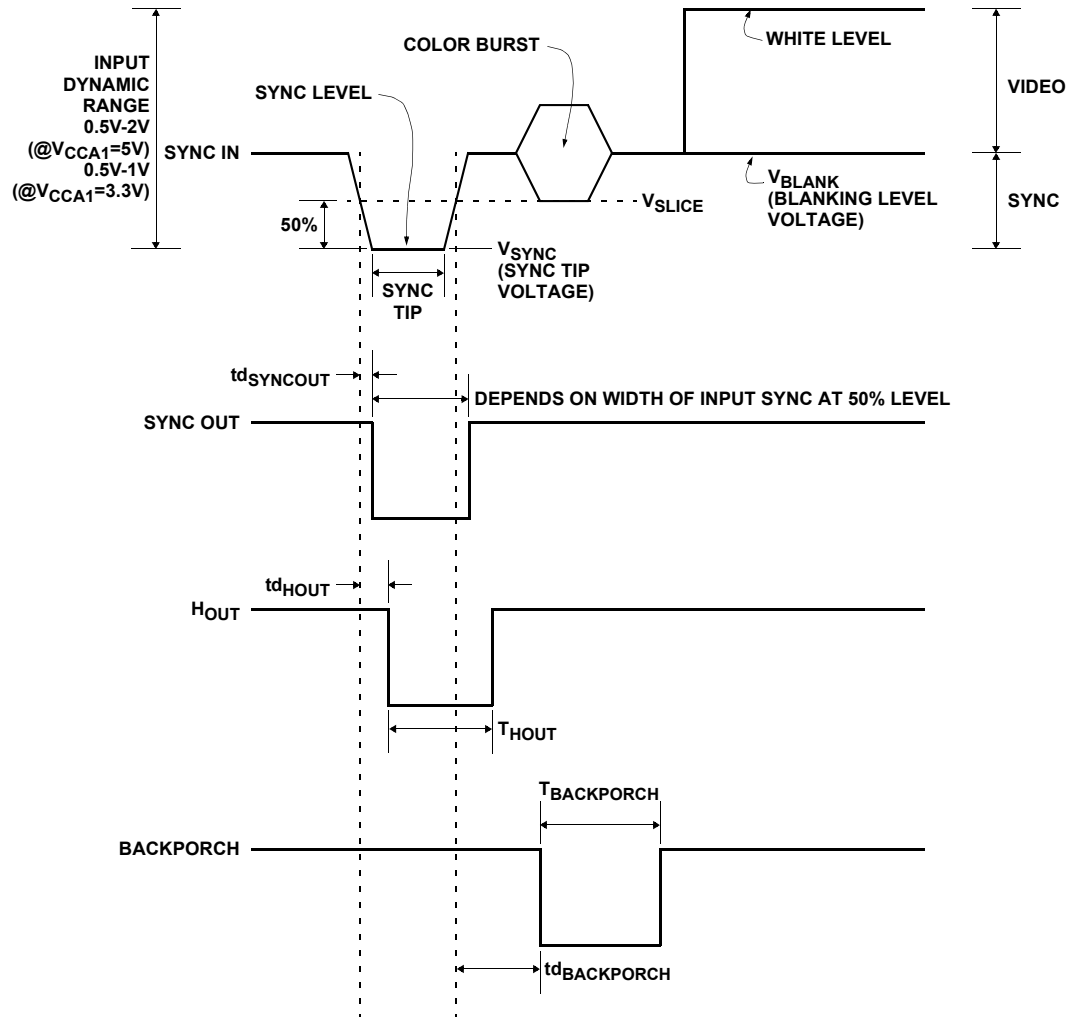 INPUT
DYNAMIC
RANGE
0.5V-2V
(@VCCA1=5V)
0.5V-1V
(@VCCA1=3.3V)
SYNC IN
SYNC LEVEL
COLOR BURST
WHITE LEVEL
VIDEO
SYNC
VBLANK
(BLANKING LEVEL
VOLTAGE)
VSLICE
50%
VSYNC
(SYNC TIP
VOLTAGE)
SYNC
TIP
tdSYNCOUT
DEPENDS ON WIDTH OF INPUT SYNC AT 50% LEVEL
SYNC OUT
tdHOUT
HOUT
THOUT
TBACKPORCH
BACKPORCH
tdBACKPORCH